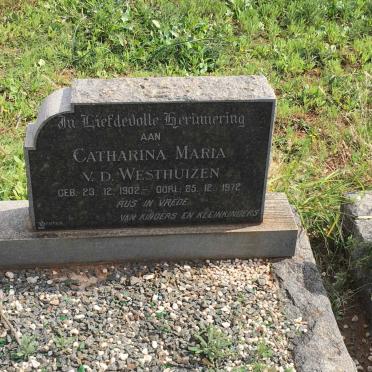 In Liefdevolle Herinnering
AAN
CATHARINA MARIA
V. D. WESTHUIZEN
GEB. 23. 12. 1902 — OORL. 05. 12. 1972
RUS IN VREDE
VAN KINDERS EN KLEINKINDERS